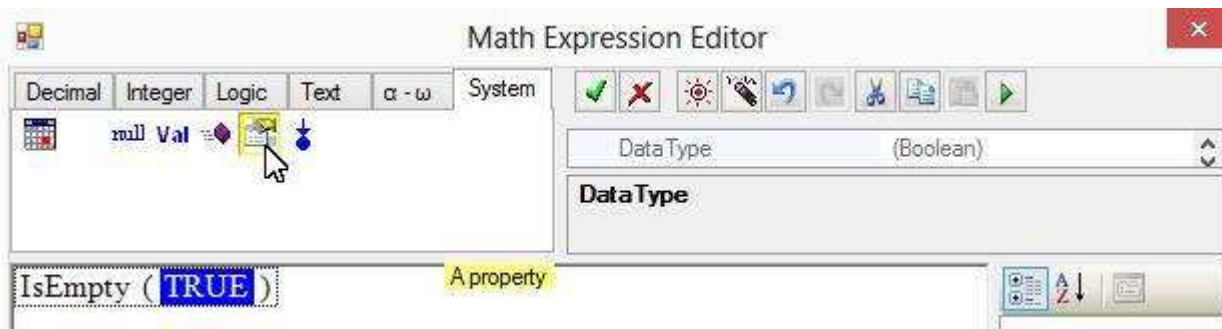 Math Expression Editor
Decimal Integer Logic Text α - ω System
null Val
DataType (Boolean)
DataType
A property
IsEmpty ( TRUE )
A Z